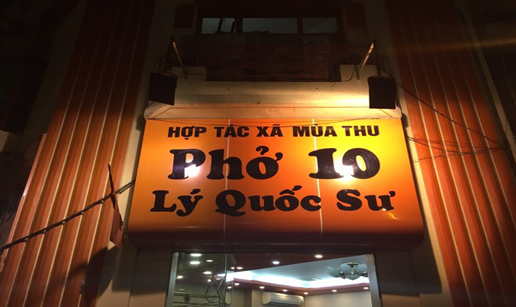 HỢP TÁC XÃ MÙA THU
Phở 10
Lý Quốc Sư